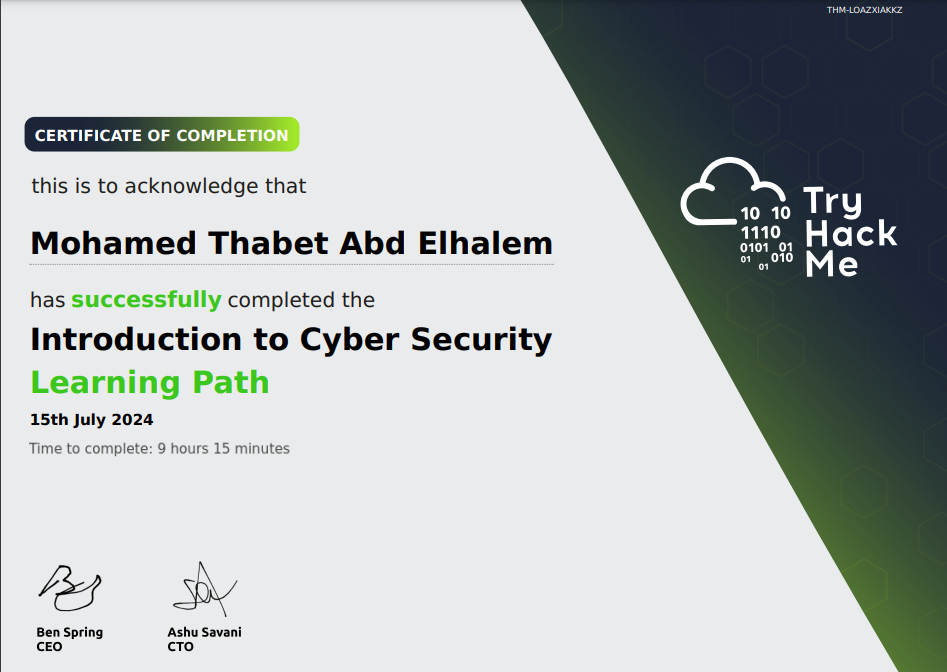 THM-LOAZXIAKKZ
CERTIFICATE OF COMPLETION
this is to acknowledge that
Mohamed Thabet Abd Elhalem
has successfully completed the
Introduction to Cyber Security
Learning Path
15th July 2024
Time to complete: 9 hours 15 minutes
10 10
1110
0101 01
01 010
01
Try
Hack
Me
Ben Spring
CEO
Ashu Savani
CTO